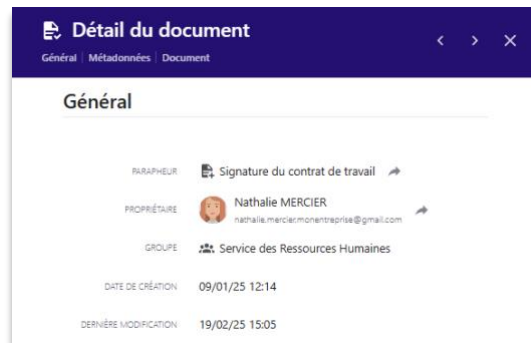 Détail du document
Général | Métadonnées | Document
Général
PARAPHEUR Signature du contrat de travail
PROPRIÉTAIRE Nathalie MERCIER
nathalie.mercier.monentreprise@gmail.com
GROUPE Service des Ressources Humaines
DATE DE CRÉATION 09/01/25 12:14
DERNIÈRE MODIFICATION 19/02/25 15:05